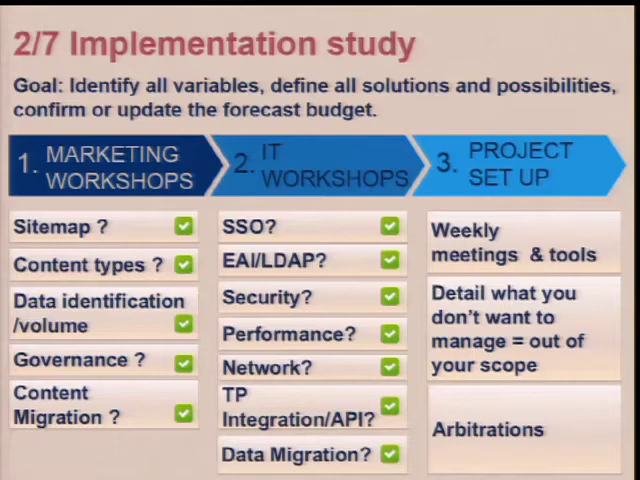 2/7 Implementation study
Goal: Identify all variables, define all solutions and possibilities,
confirm or update the forecast budget.
1. MARKETING
WORKSHOPS
2. IT
WORKSHOPS
3. PROJECT
SET UP
Sitemap ?
Content types ?
Data identification
/volume
Governance ?
Content
Migration ?
SSO?
EAI/LDAP?
Security?
Performance?
Network?
TP
Integration/API?
Data Migration?
Weekly
meetings & tools
Detail what you
don't want to
manage = out of
your scope
Arbitrations